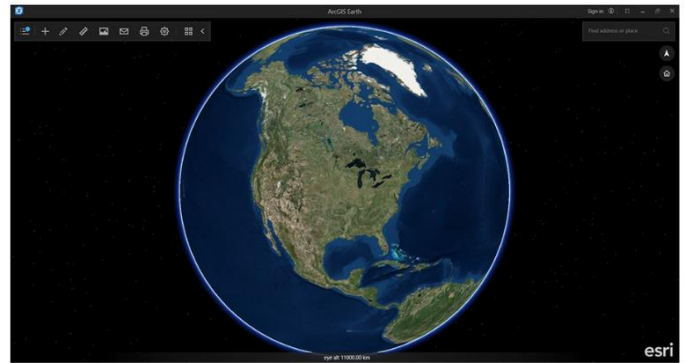 ArcGIS Earth
Sign in
Find address or place
eye alt 11000.00 km
esri